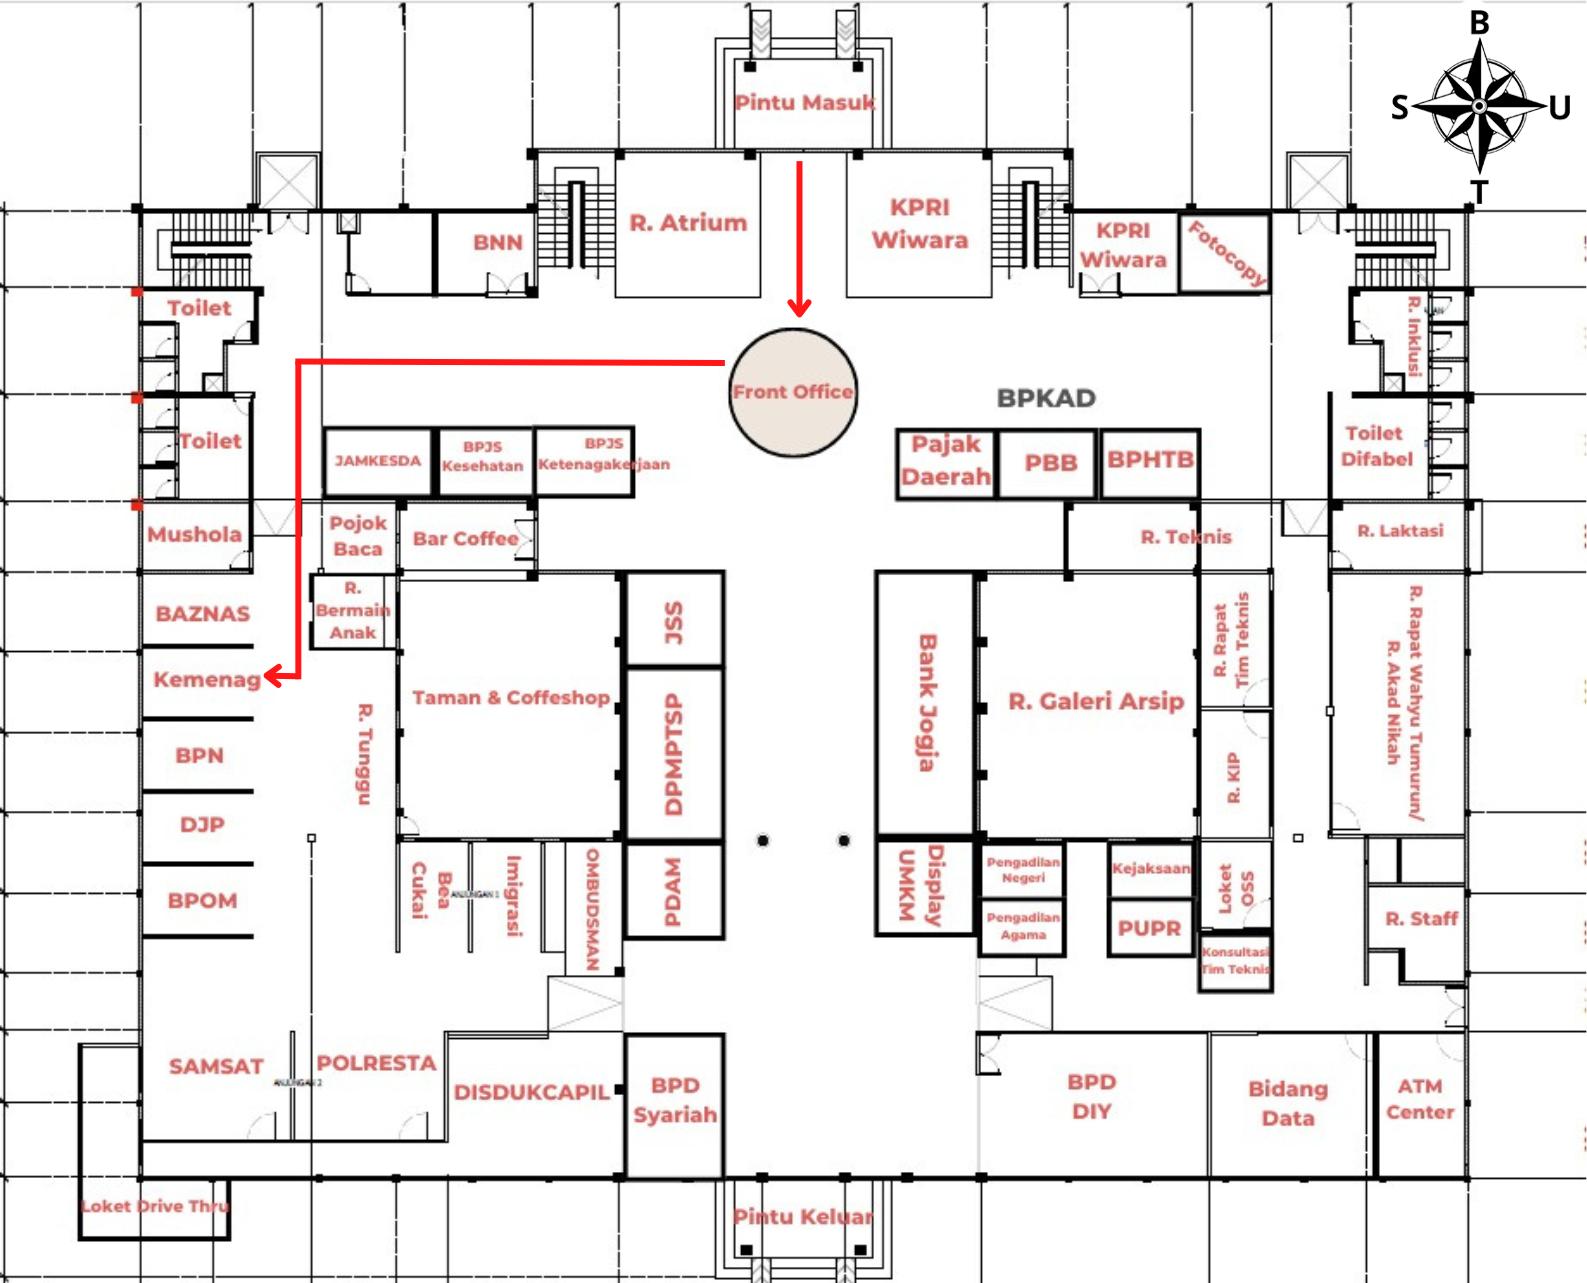 B
S
U
T
Pintu Masuk
R. Atrium
KPRI
Wiwara
BNN
KPRI
Wiwara
Fotocopy
Toilet
R. Inklusi
Front Office
BPKAD
Toilet
JAMKESDA
BPJS
Kesehatan
BPJS
Ketenagakerjaan
Pajak
Daerah
PBB
BPHTB
Toilet
Difabel
Mushola
Pojok
Baca
Bar Coffee
R. Teknis
R. Laktasi
BAZNAS
R.
Bermain
Anak
JSS
Bank Jogja
R. Rapat
Tim Teknis
R. Rapat Wahyu Tumurun/
R. Akad Nikah
Kemenag
Taman & Coffeshop
R. Galeri Arsip
BPN
R. Tunggu
DPMPTSP
R. KIP
DJP
BPOM
Bea
Cukai
ANJUNGAN 1
Imigrasi
OMBUDSMAN
PDAM
Display
UMKM
Pengadilan
Negeri
Kejaksaan
Loket
OSS
Pengadilan
Agama
PUPR
R. Staff
Konsultasi
Tim Teknis
SAMSAT
ANJUNGAN 2
POLRESTA
DISDUKCAPIL
BPD
Syariah
BPD
DIY
Bidang
Data
ATM
Center
Loket Drive Thru
Pintu Keluar